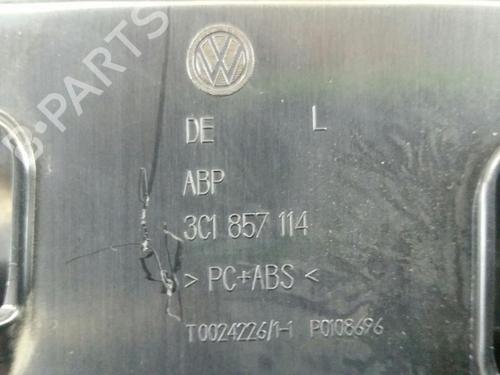 DE L
ABP
3C1 857 114
> PC+ABS <
T0024226/1-1 P0108696
B-PARTS